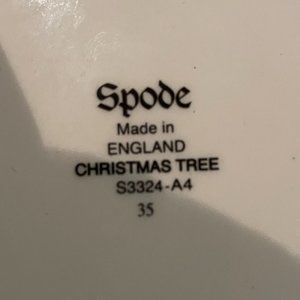 Spode
Made in
ENGLAND
CHRISTMAS TREE
S3324-A4
35